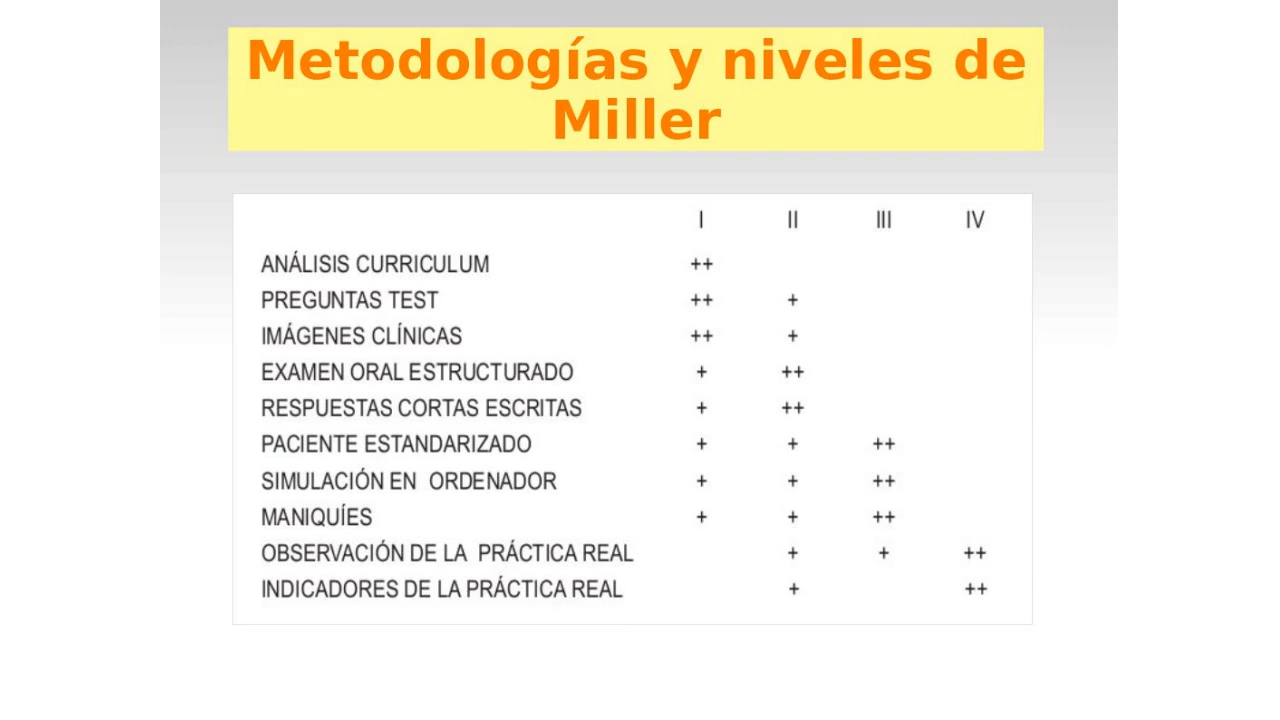 Metodologías y niveles de
Miller
I II III IV
ANÁLISIS CURRICULUM ++
PREGUNTAS TEST ++ +
IMÁGENES CLÍNICAS ++ +
EXAMEN ORAL ESTRUCTURADO + ++
RESPUESTAS CORTAS ESCRITAS + ++
PACIENTE ESTANDARIZADO + + ++
SIMULACIÓN EN ORDENADOR + + ++
MANIQUÍES + + ++
OBSERVACIÓN DE LA PRÁCTICA REAL + + ++
INDICADORES DE LA PRÁCTICA REAL + ++